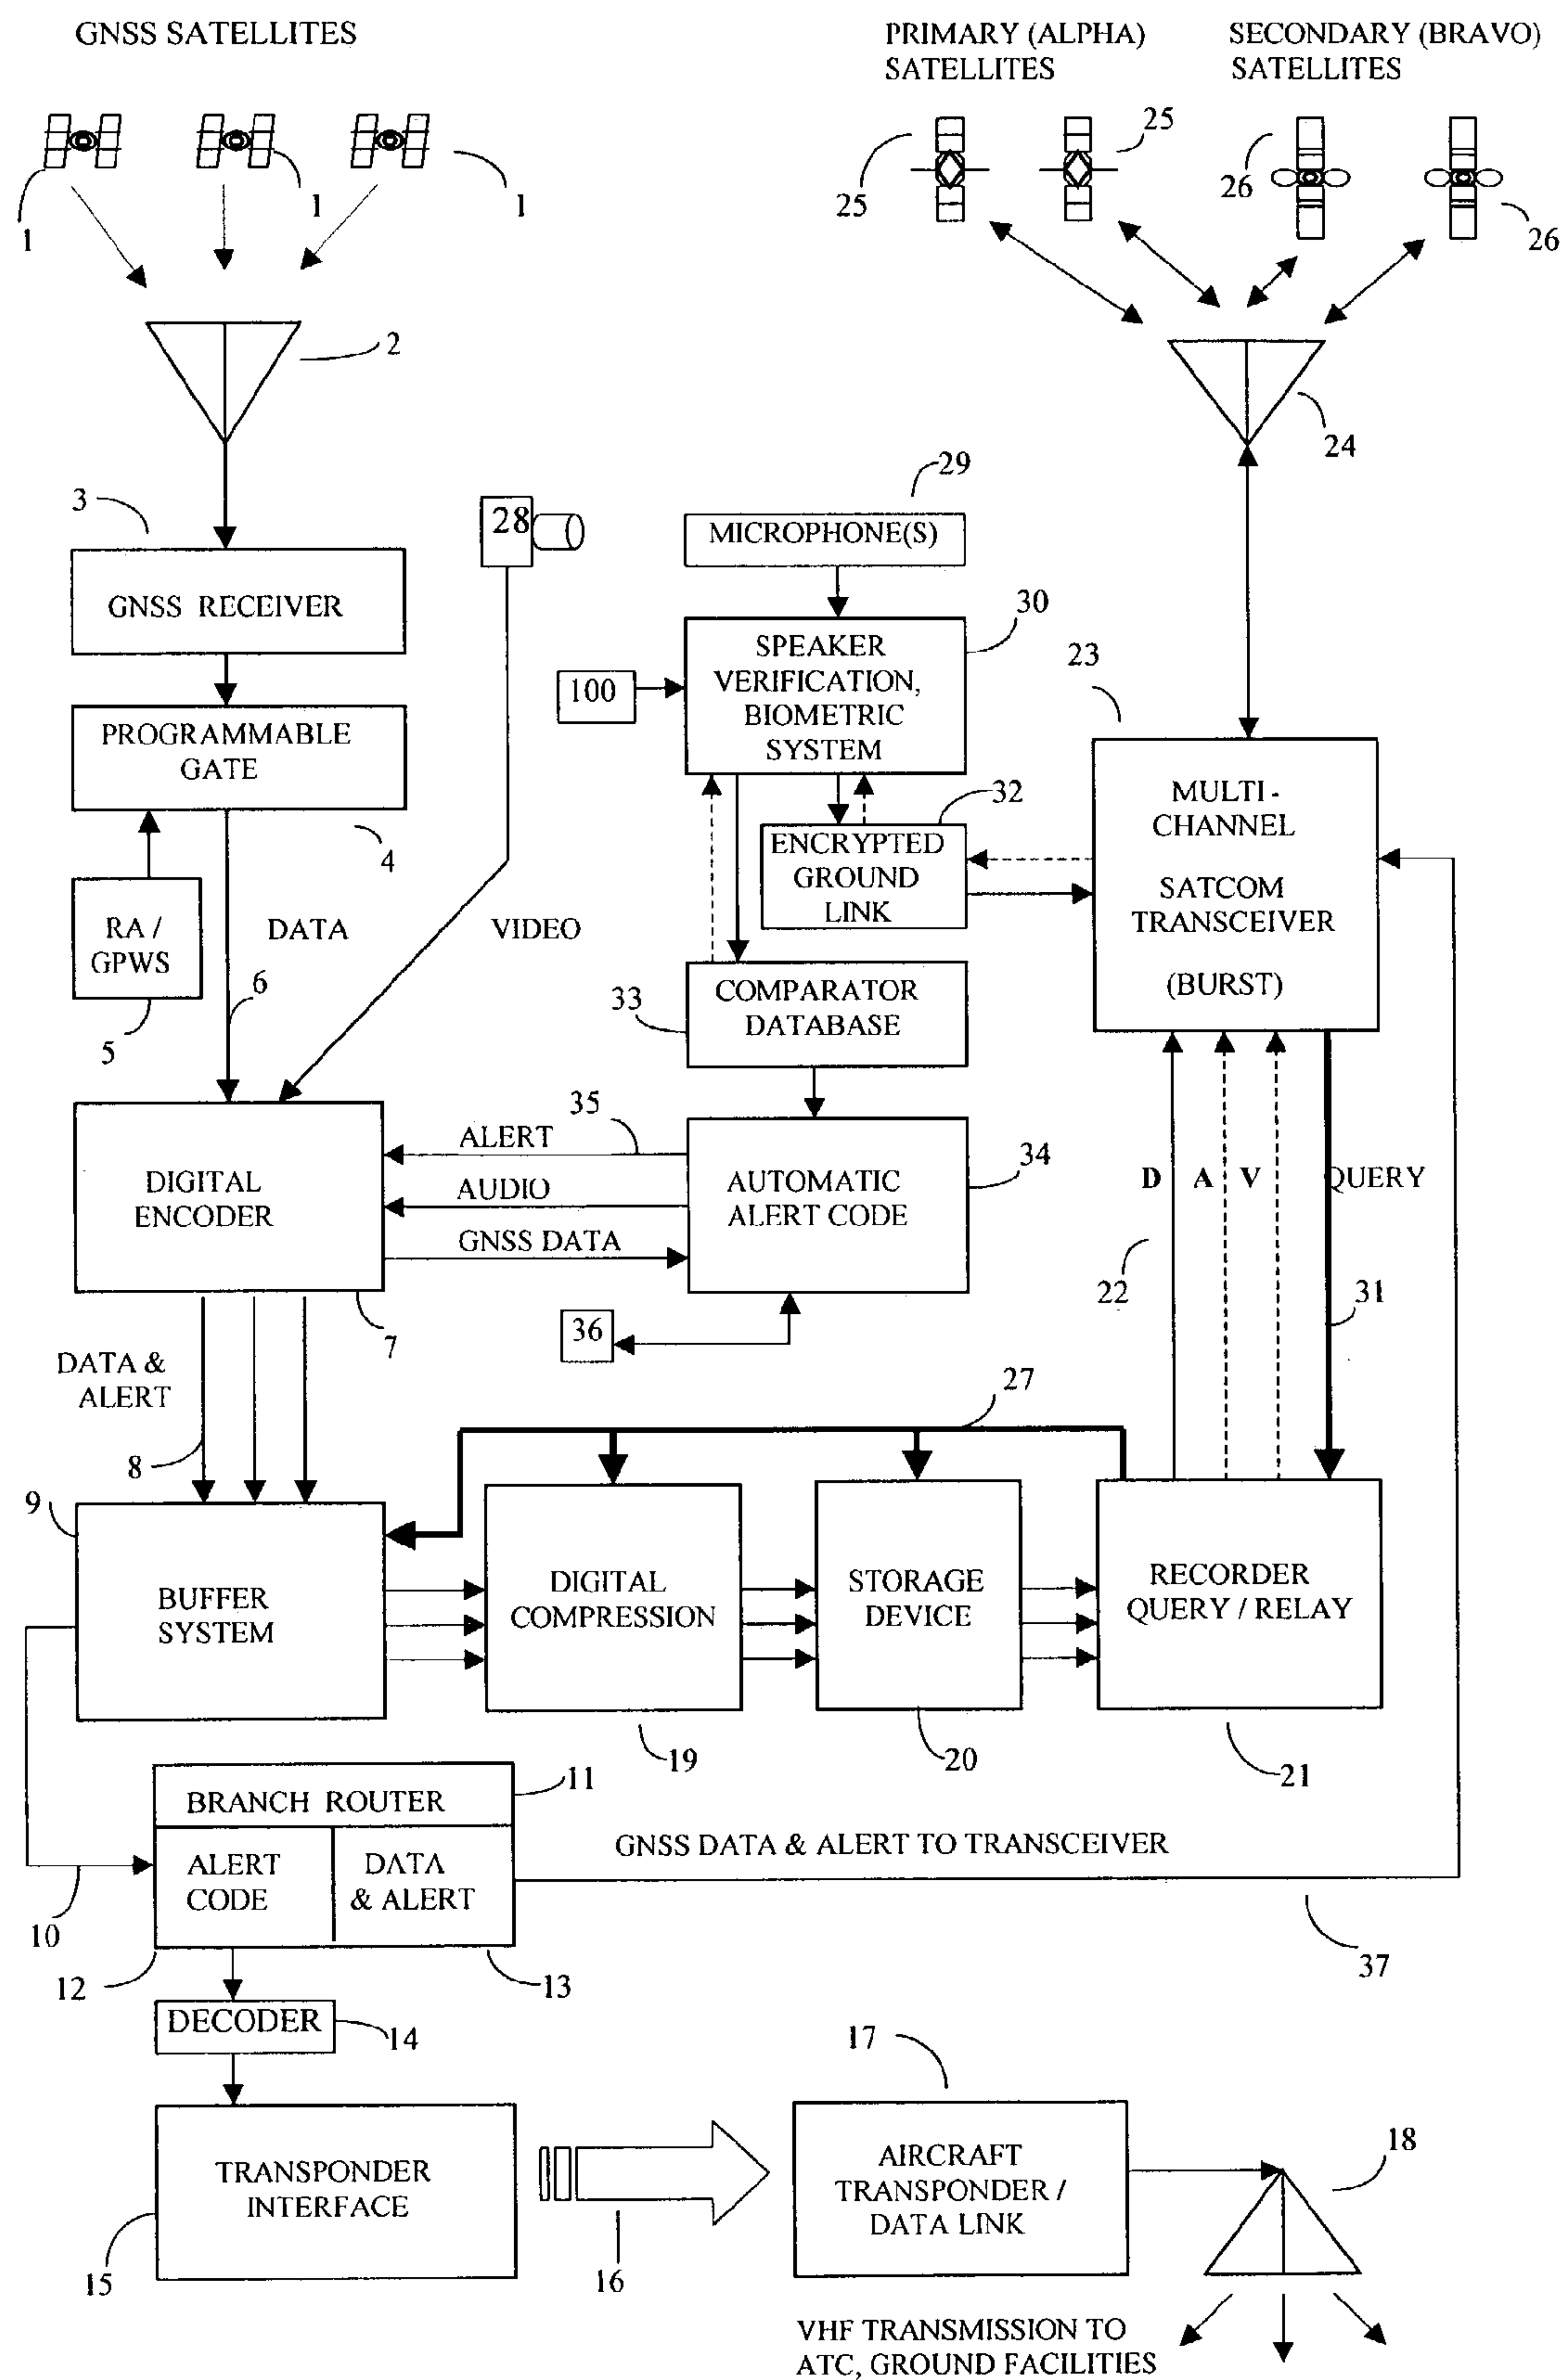 GNSS SATELLITES
PRIMARY (ALPHA)
SATELLITES
SECONDARY (BRAVO)
SATELLITES
1
1
1
25
25
26
26
2
24
3
GNSS RECEIVER
28
29
MICROPHONE(S)
30
SPEAKER
VERIFICATION,
BIOMETRIC
SYSTEM
100
23
PROGRAMMABLE
GATE
4
32
ENCRYPTED
GROUND
LINK
MULTI -
CHANNEL
SATCOM
TRANSCEIVER
(BURST)
RA /
GPWS
5
DATA
6
VIDEO
33
COMPARATOR
DATABASE
35
ALERT
AUDIO
GNSS DATA
DIGITAL
ENCODER
7
AUTOMATIC
ALERT CODE
34
36
D
A
V
QUERY
22
31
DATA &
ALERT
8
27
9
BUFFER
SYSTEM
DIGITAL
COMPRESSION
19
STORAGE
DEVICE
20
RECORDER
QUERY / RELAY
21
11
BRANCH ROUTER
ALERT
CODE
DATA
& ALERT
GNSS DATA & ALERT TO TRANSCEIVER
10
12
13
37
DECODER
14
TRANSPONDER
INTERFACE
15
16
17
AIRCRAFT
TRANSPONDER /
DATA LINK
18
VHF TRANSMISSION TO
ATC, GROUND FACILITIES